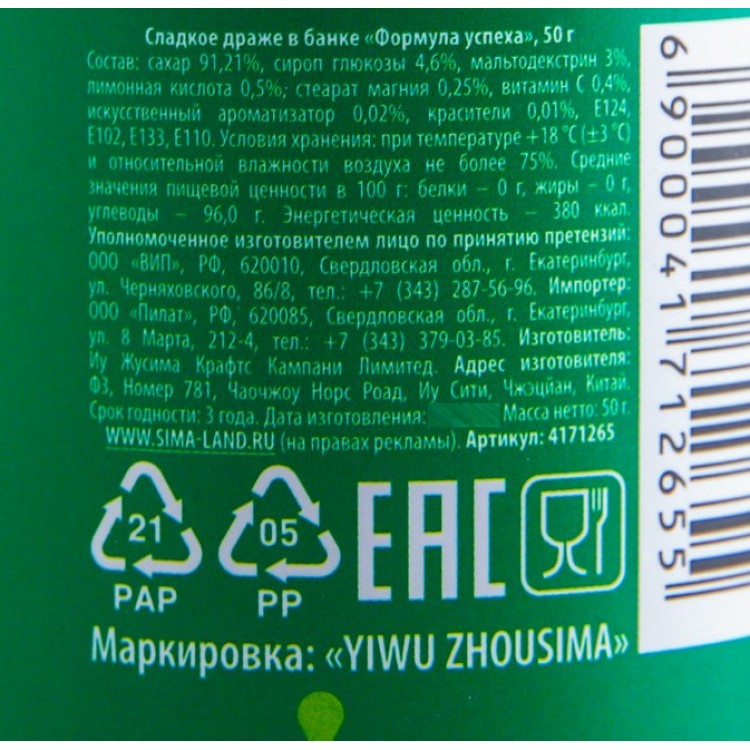 Сладкое драже в банке «Формула успеха», 50 г
Состав: сахар 91,21%, сироп глюкозы 4,6%, мальтодекстрин 3%,
лимонная кислота 0,5%; стеарат магния 0,25%, витамин С 0,4%,
искусственный ароматизатор 0,02%, красители 0,01%, Е124,
Е102, Е133, Е110. Условия хранения: при температуре +18 °С (±3 °С)
и относительной влажности воздуха не более 75%. Средние
значения пищевой ценности в 100 г: белки – 0 г, жиры – 0 г,
углеводы – 96,0 г. Энергетическая ценность – 380 ккал.
Уполномоченное изготовителем лицо по принятию претензий:
ООО «ВИП», РФ, 620010, Свердловская обл., г. Екатеринбург,
ул. Черняховского, 86/8, тел.: +7 (343) 287-56-96. Импортер:
ООО «Пилат», РФ, 620085, Свердловская обл., г. Екатеринбург,
ул. 8 Марта, 212-4, тел.: +7 (343) 379-03-85. Изготовитель:
Иу Жусима Крафтс Кампани Лимитед. Адрес изготовителя:
Ф3, Номер 781, Чаочжоу Норс Роад, Иу Сити, Чжэцзян, Китай.
Срок годности: 3 года. Дата изготовления: Масса нетто: 50 г.
WWW.SIMA-LAND.RU (на правах рекламы). Артикул: 4171265
21
PAP
05
PP
EAC
Маркировка: «YIWU ZHOUSIMA»
6900041712655